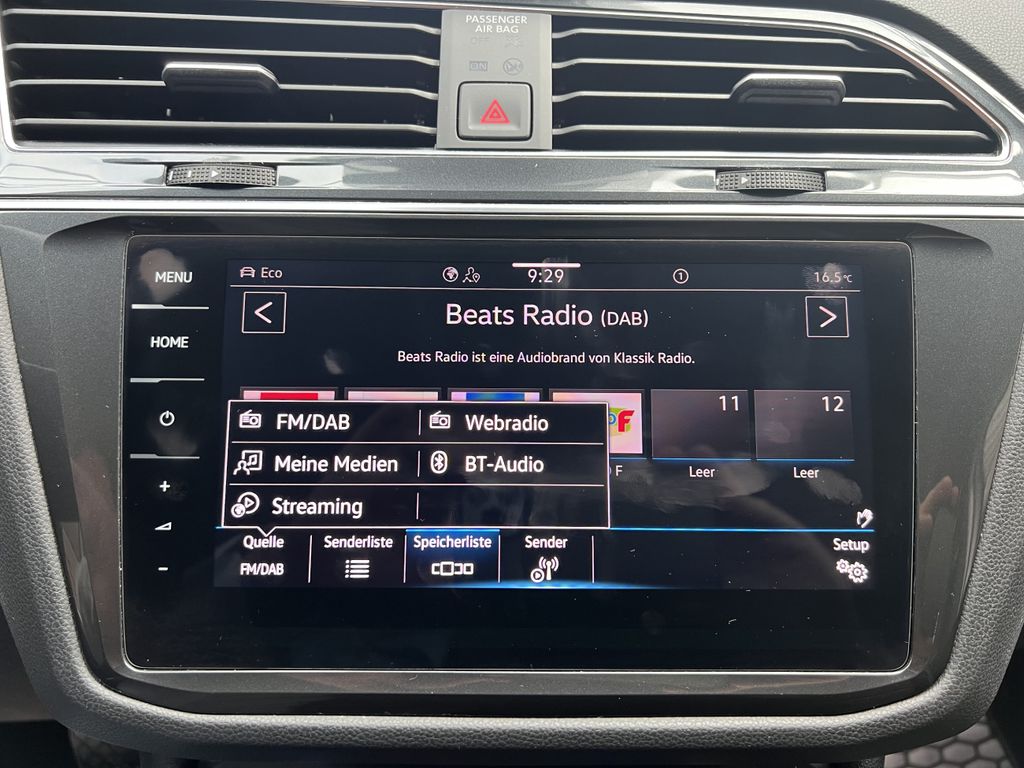 PASSENGER
AIR BAG
OFF
ON
MENU
HOME
+
-
Eco
9:29
1
16.5°C
<
Beats Radio (DAB)
>
Beats Radio ist eine Audiobrand von Klassik Radio.
F
11
12
F
Leer
Leer
FM/DAB
Webradio
Meine Medien
BT-Audio
Streaming
Quelle
FM/DAB
Senderliste
Speicherliste
Sender
Setup